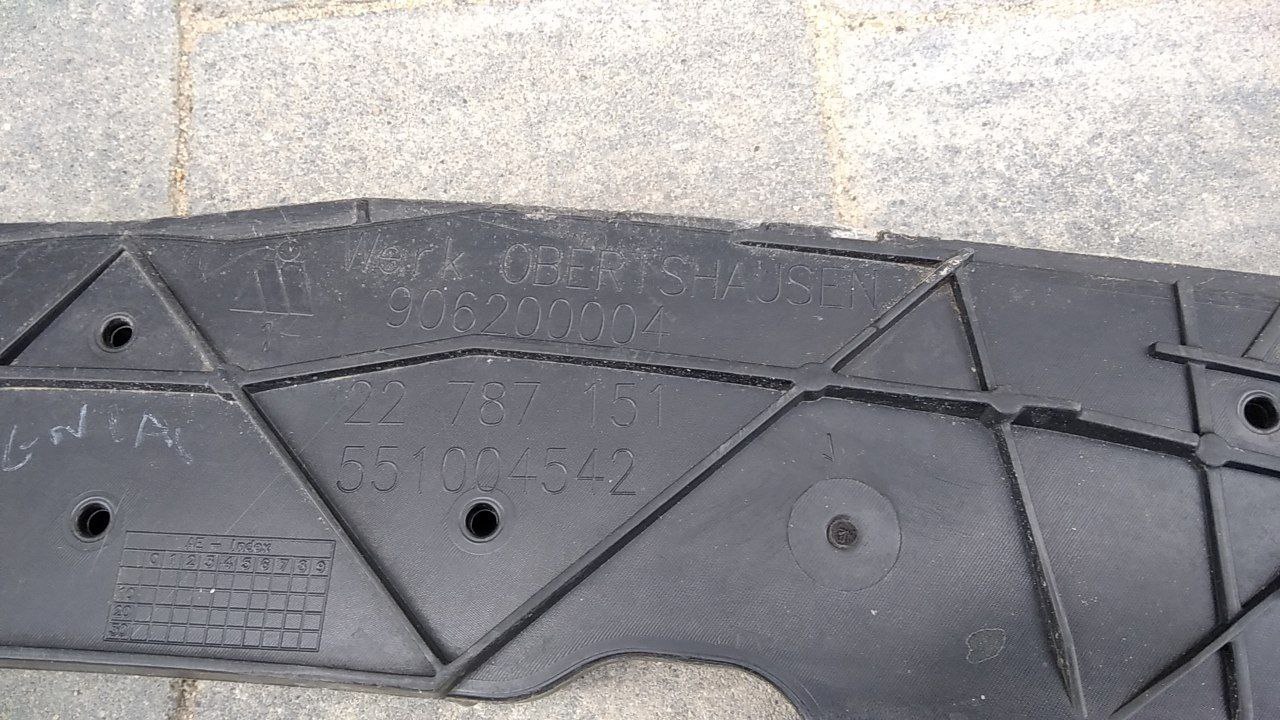 Werk OBERTSHAUSEN
906200004
22 787 151
551004542
GNIA
AE - Index
0 1 2 3 4 5 6 7 8 9
10
20
30